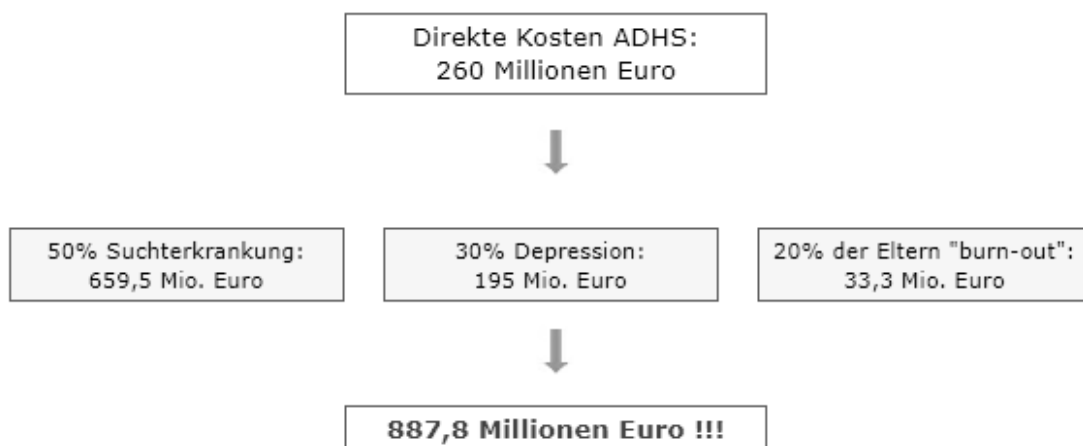 Direkte Kosten ADHS:
260 Millionen Euro
50% Suchterkrankung:
659,5 Mio. Euro
30% Depression:
195 Mio. Euro
20% der Eltern "burn-out":
33,3 Mio. Euro
887,8 Millionen Euro !!!